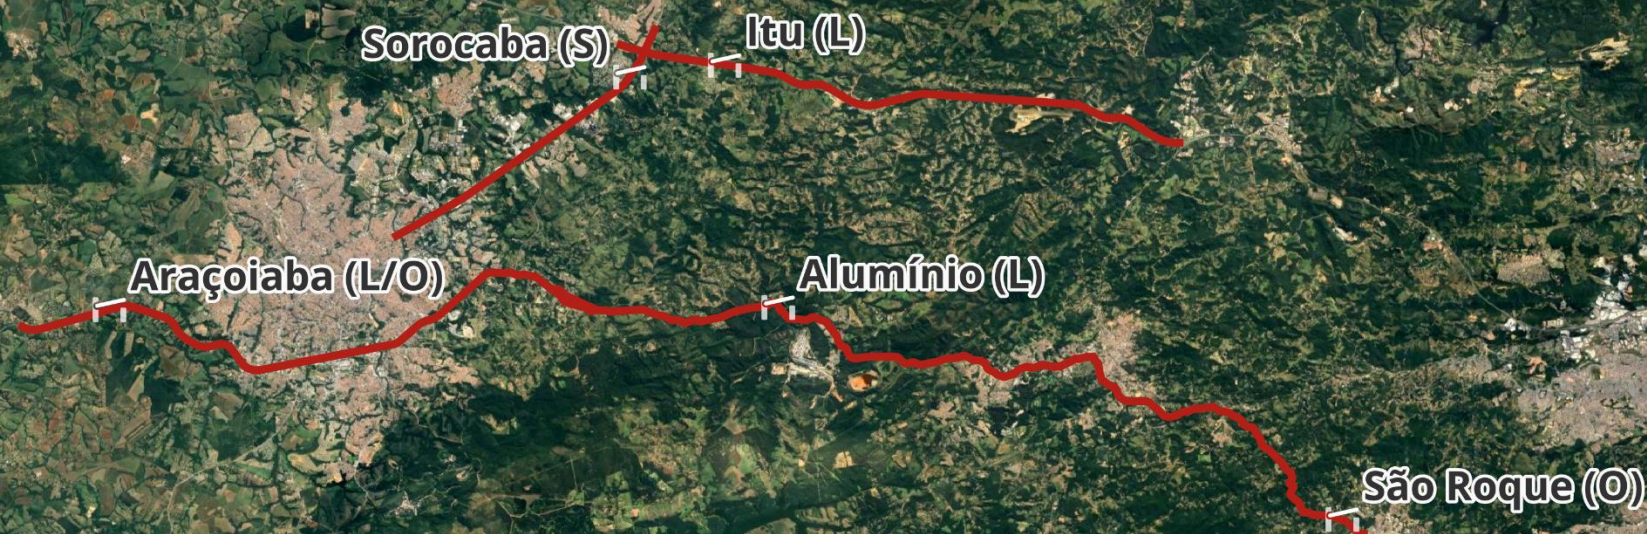 Sorocaba (S)
Itu (L)
Araçoiaba (L/O)
Alumínio (L)
São Roque (O)